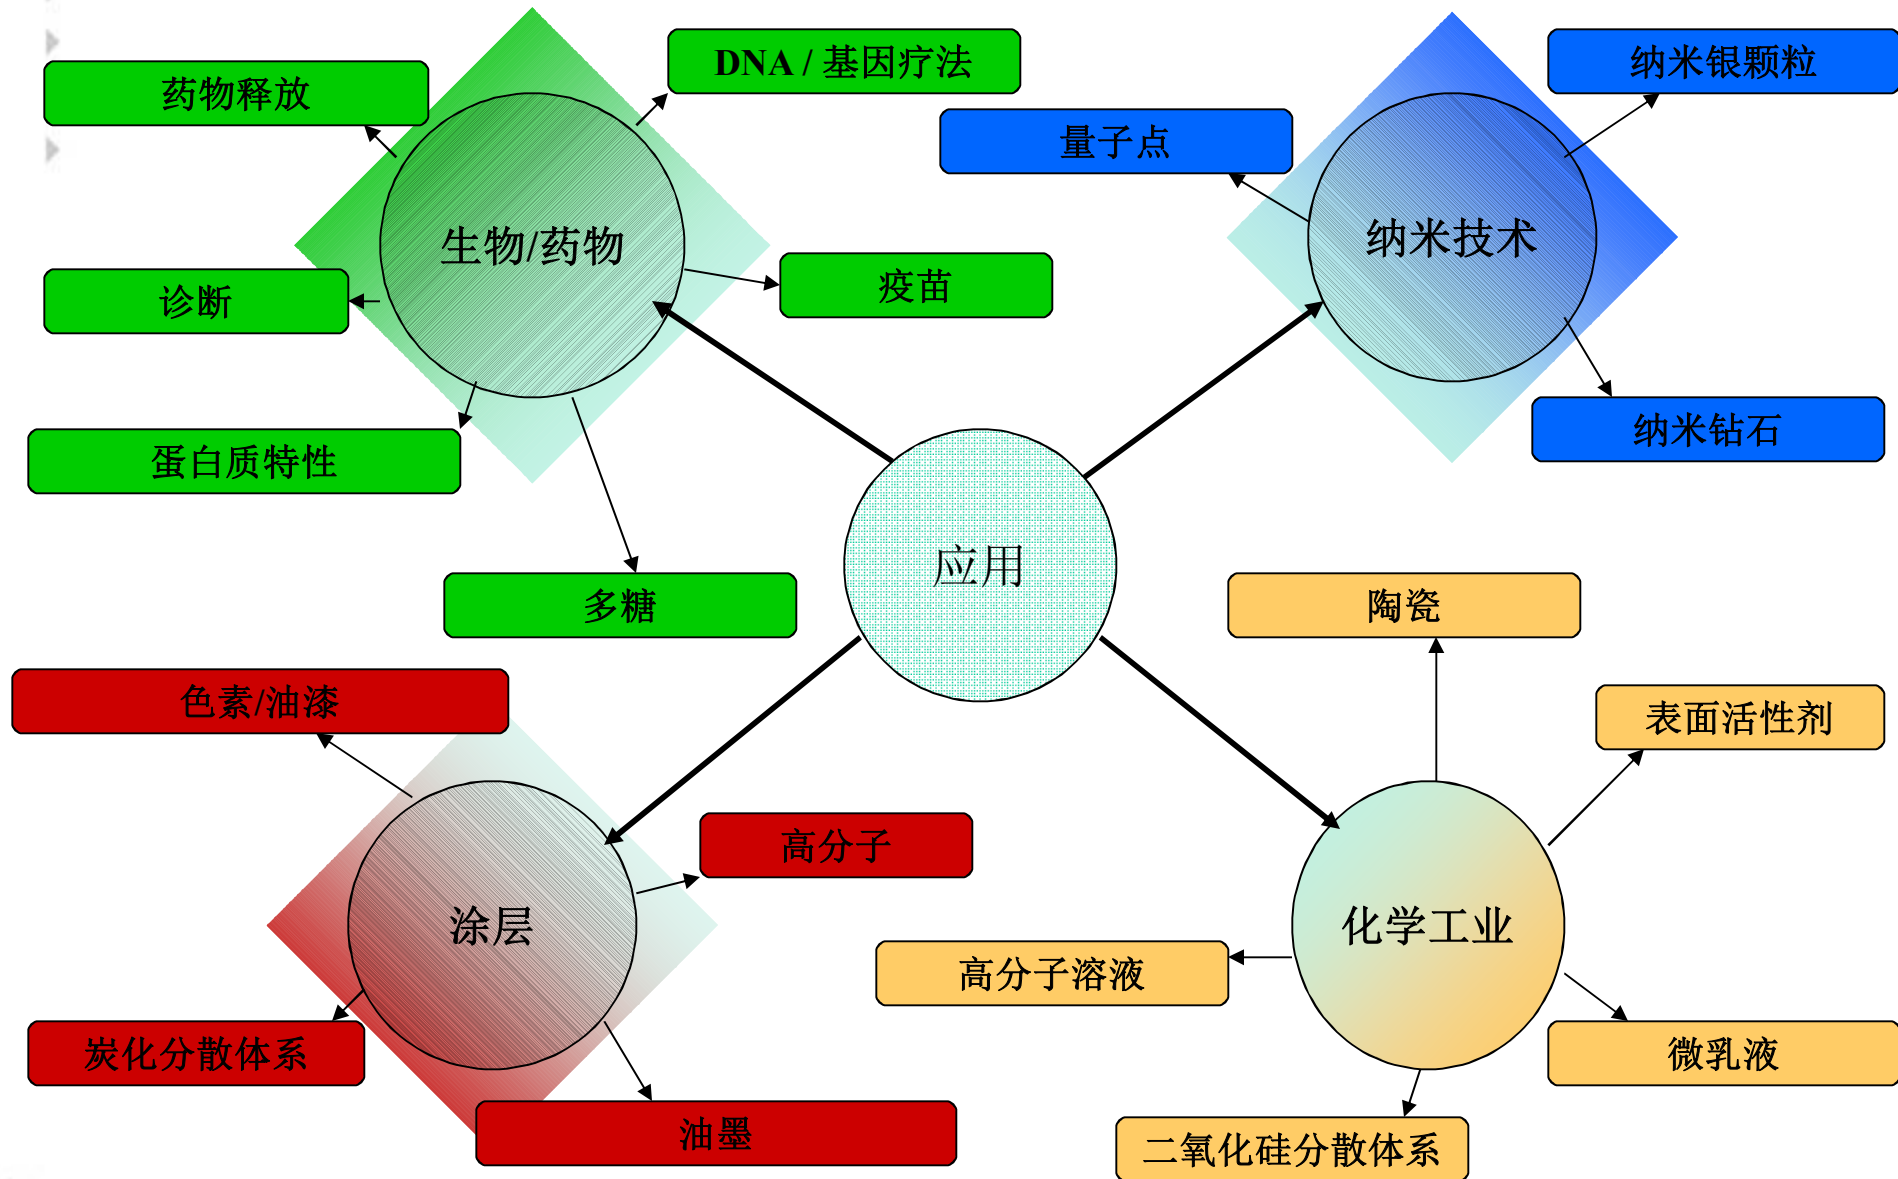 DNA / 基因疗法
药物释放
生物/药物
疫苗
诊断
蛋白质特性
多糖
纳米银颗粒
量子点
纳米技术
纳米钻石
应用
色素/油漆
高分子
涂层
炭化分散体系
油墨
陶瓷
表面活性剂
化学工业
高分子溶液
微乳液
二氧化硅分散体系